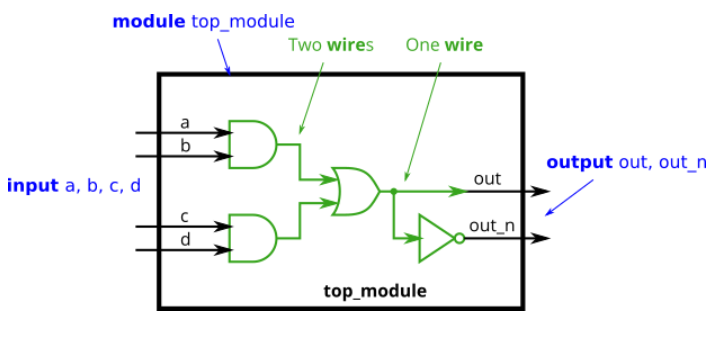 module top_module
Two wires
One wire
a
b
input a, b, c, d
c
d
out
out_n
output out, out_n
top_module